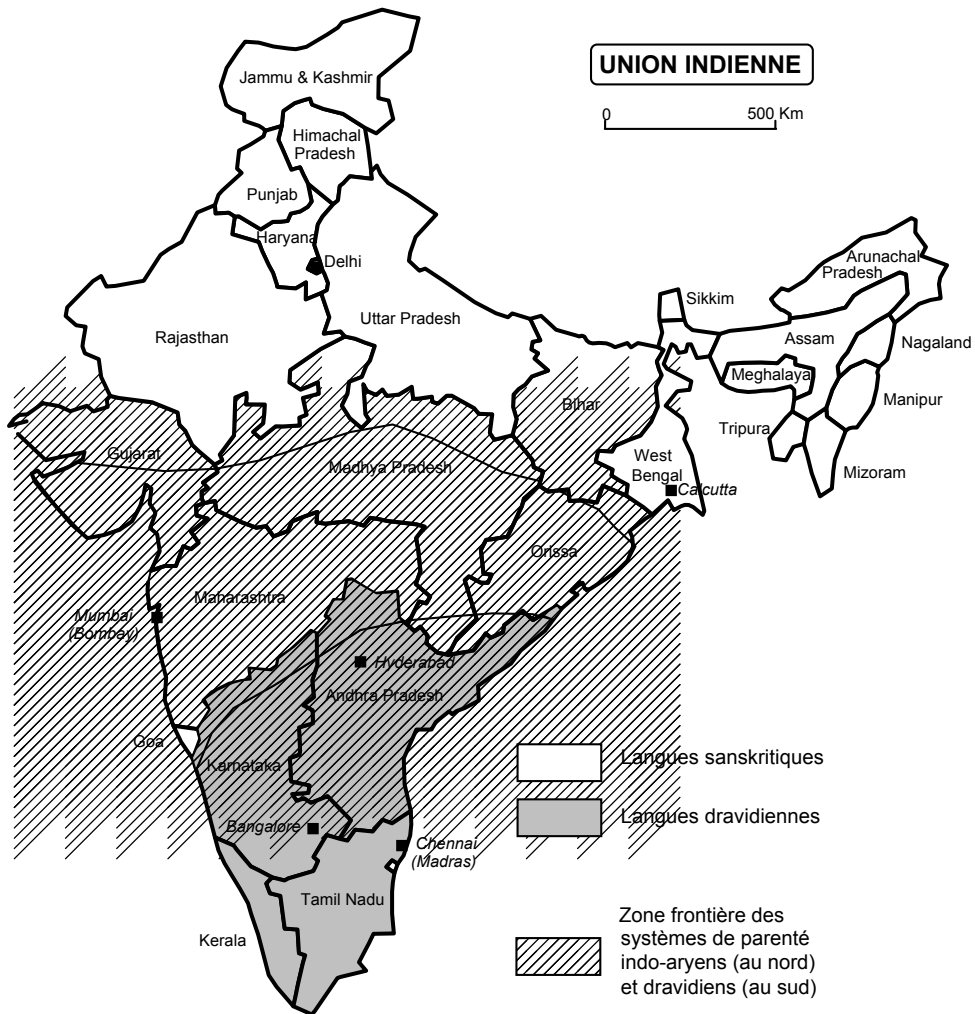 UNION INDIENNE
0 500 Km
Jammu & Kashmir
Himachal
Pradesh
Punjab
Haryana
Delhi
Arunachal
Pradesh
Sikkim
Uttar Pradesh
Rajasthan
Assam
Nagaland
Meghalaya
Manipur
Bihar
Tripura
Gujarat
Madhya Pradesh
West
Bengal
Mizoram
Calcutta
Orissa
Maharashtra
Mumbai
(Bombay)
Hyderabad
Andhra Pradesh
Goa
Karnataka
Langues sanskritiques
Langues dravidiennes
Bangalore
Chennai
(Madras)
Tamil Nadu
Kerala
Zone frontière des
systèmes de parenté
indo-aryens (au nord)
et dravidiens (au sud)